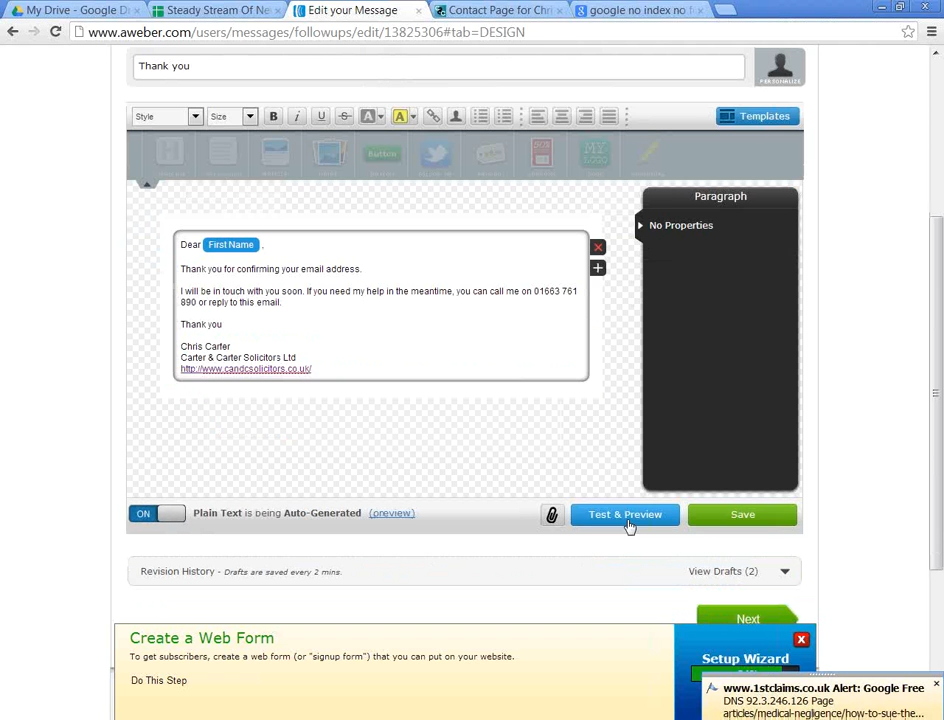 My Drive - Google D
Steady Stream Of Ne
Edit your Message
Contact Page for Chri
google no index no f
www.aweber.com/users/messages/followups/edit/13825306#tab=DESIGN
Thank you
PERSONALIZE
Style
Size
B
i
U
S
A
A
Templates
Button
MY LOGO
Paragraph
No Properties
Dear First Name ,
Thank you for confirming your email address.
I will be in touch with you soon. If you need my help in the meantime, you can call me on 01663 761
890 or reply to this email.
Thank you
Chris Carter
Carter & Carter Solicitors Ltd
http://www.candcsolicitors.co.uk/
ON
Plain Text is being Auto-Generated (preview)
Test & Preview
Save
Revision History - Drafts are saved every 2 mins.
View Drafts (2)
Next
Create a Web Form
To get subscribers, create a web form (or "signup form") that you can put on your website.
Do This Step
Setup Wizard
www.1stclaims.co.uk Alert: Google Free
DNS 92.3.246.126 Page
articles/medical-negligence/how-to-sue-the...